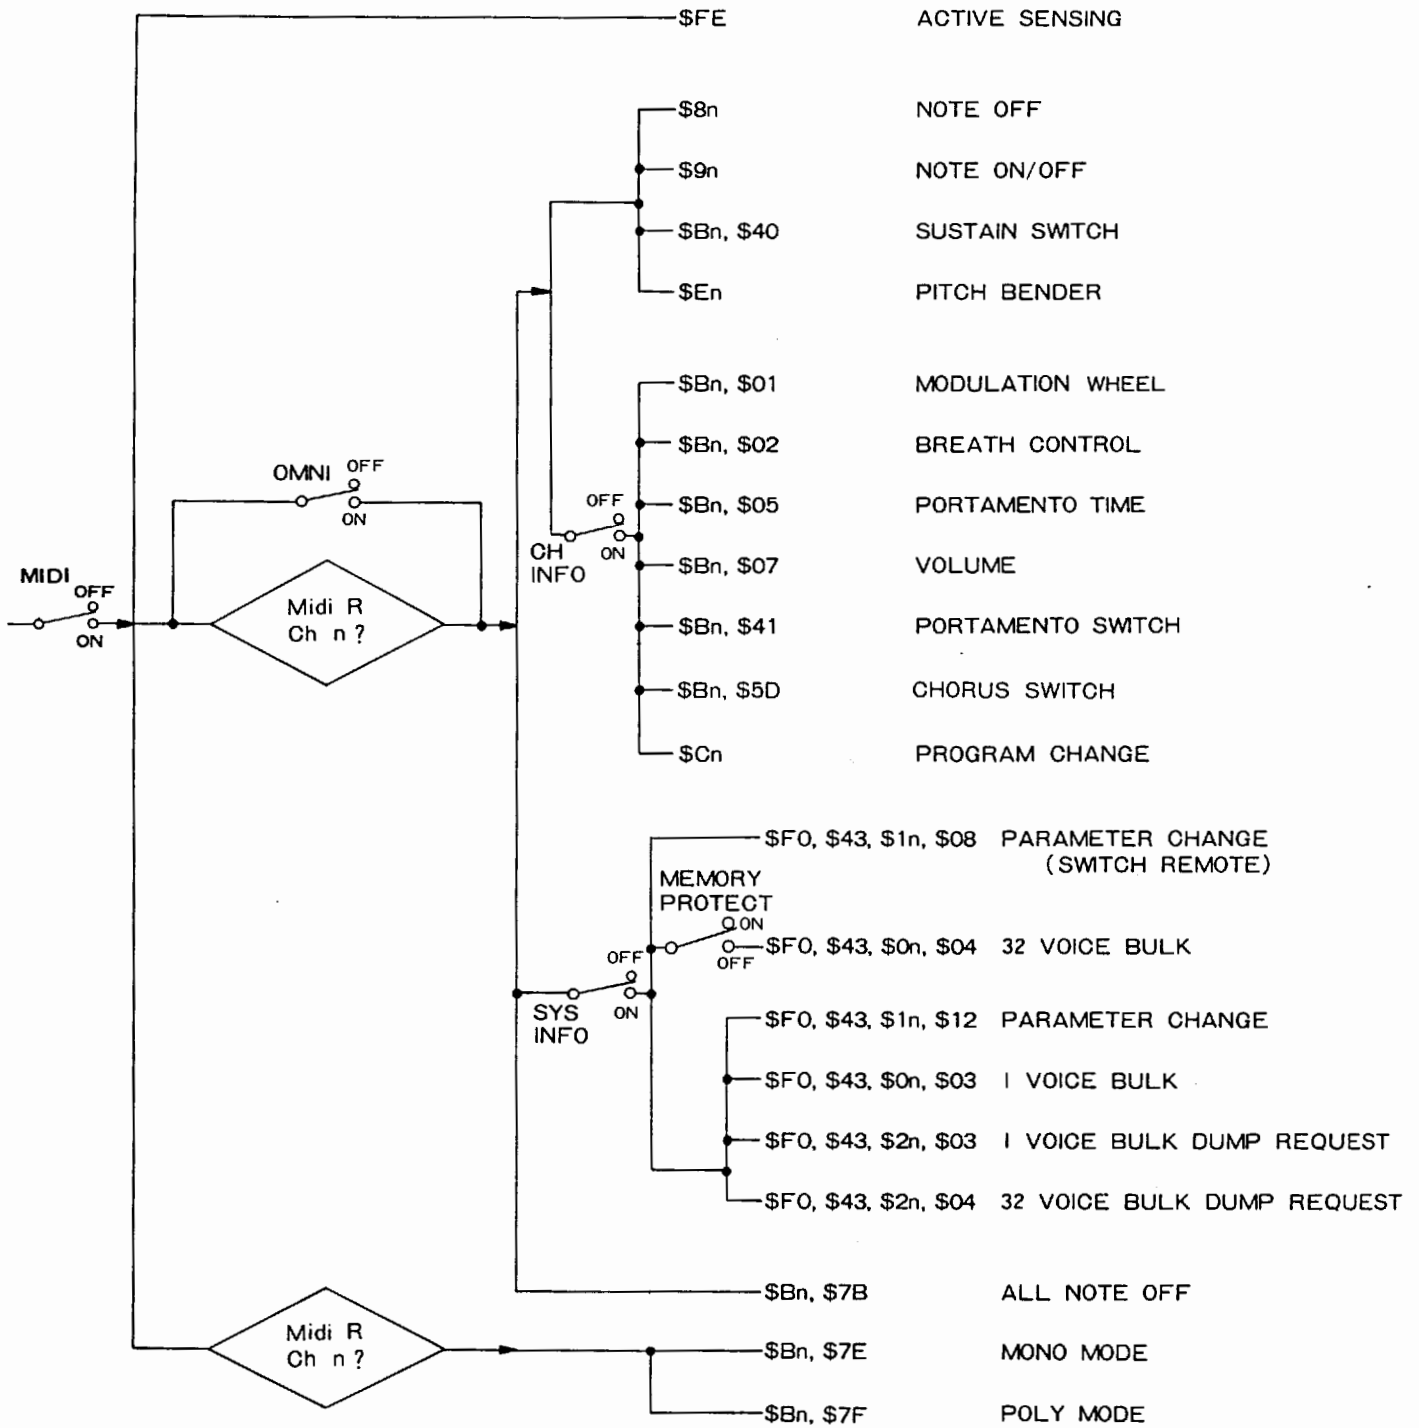 $FE ACTIVE SENSING
$8n NOTE OFF
$9n NOTE ON/OFF
$Bn, $40 SUSTAIN SWITCH
$En PITCH BENDER
$Bn, $01 MODULATION WHEEL
$Bn, $02 BREATH CONTROL
$Bn, $05 PORTAMENTO TIME
$Bn, $07 VOLUME
$Bn, $41 PORTAMENTO SWITCH
$Bn, $5D CHORUS SWITCH
$Cn PROGRAM CHANGE
OMNI
OFF
ON
OFF
ON
CH
INFO
MIDI
OFF
ON
Midi R
Ch n ?
$F0, $43, $1n, $08 PARAMETER CHANGE
(SWITCH REMOTE)
MEMORY
PROTECT
ON
OFF
$F0, $43, $0n, $04 32 VOICE BULK
OFF
ON
SYS
INFO
$F0, $43, $1n, $12 PARAMETER CHANGE
$F0, $43, $0n, $03 1 VOICE BULK
$F0, $43, $2n, $03 1 VOICE BULK DUMP REQUEST
$F0, $43, $2n, $04 32 VOICE BULK DUMP REQUEST
$Bn, $7B ALL NOTE OFF
Midi R
Ch n ?
$Bn, $7E MONO MODE
$Bn, $7F POLY MODE